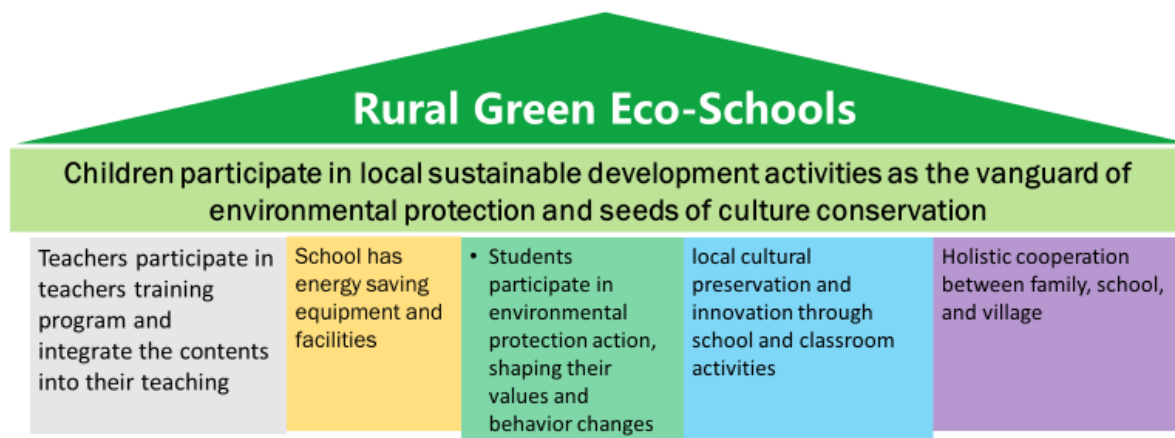 Rural Green Eco-Schools
Children participate in local sustainable development activities as the vanguard of
environmental protection and seeds of culture conservation
Teachers participate in
teachers training
program and
integrate the contents
into their teaching
School has
energy saving
equipment and
facilities
• Students
participate in
environmental
protection action,
shaping their
values and
behavior changes
local cultural
preservation and
innovation through
school and classroom
activities
Holistic cooperation
between family, school,
and village